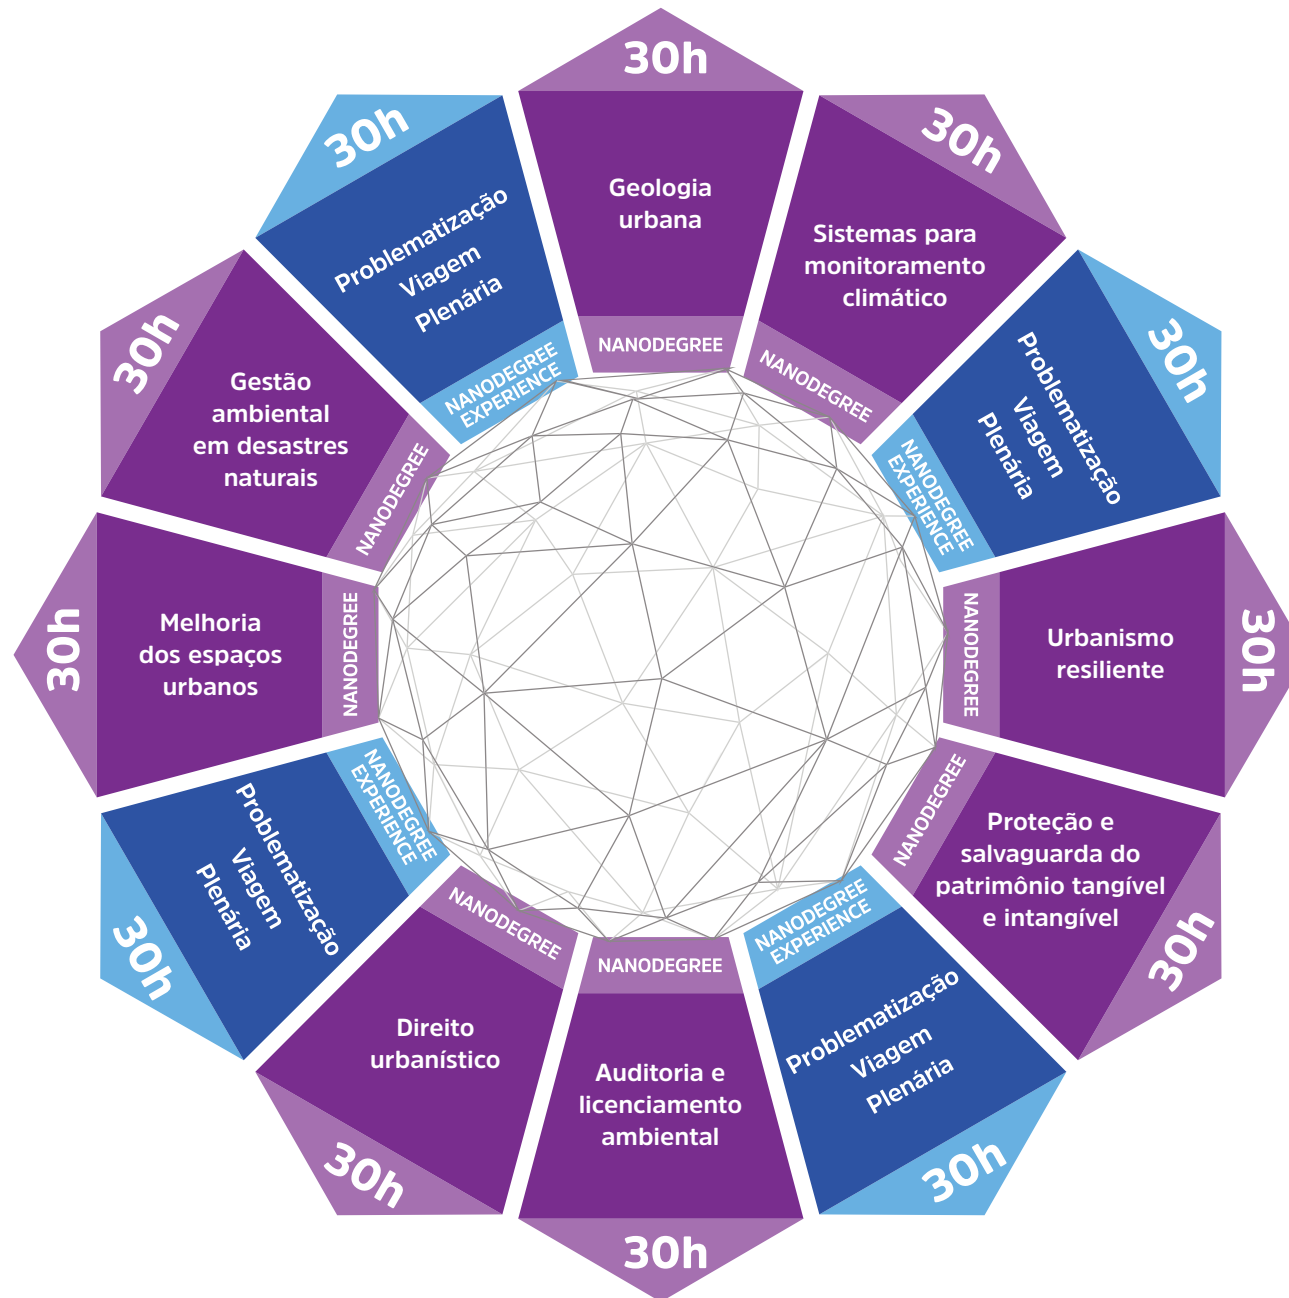 30h
Geologia
urbana
NANODEGREE
30h
Sistemas para
monitoramento
climático
NANODEGREE
30h
Problematização
Viagem
Plenária
NANODEGREE
EXPERIENCE
30h
Urbanismo
resiliente
NANODEGREE
30h
Proteção e
salvaguarda do
patrimônio tangível
e intangível
NANODEGREE
30h
Problematização
Viagem
Plenária
NANODEGREE
EXPERIENCE
30h
Auditoria e
licenciamento
ambiental
NANODEGREE
30h
Direito
urbanístico
NANODEGREE
30h
Problematização
Viagem
Plenária
NANODEGREE
EXPERIENCE
30h
Melhoria
dos espaços
urbanos
NANODEGREE
30h
Gestão
ambiental
em desastres
naturais
NANODEGREE
30h
Problematização
Viagem
Plenária
NANODEGREE
EXPERIENCE